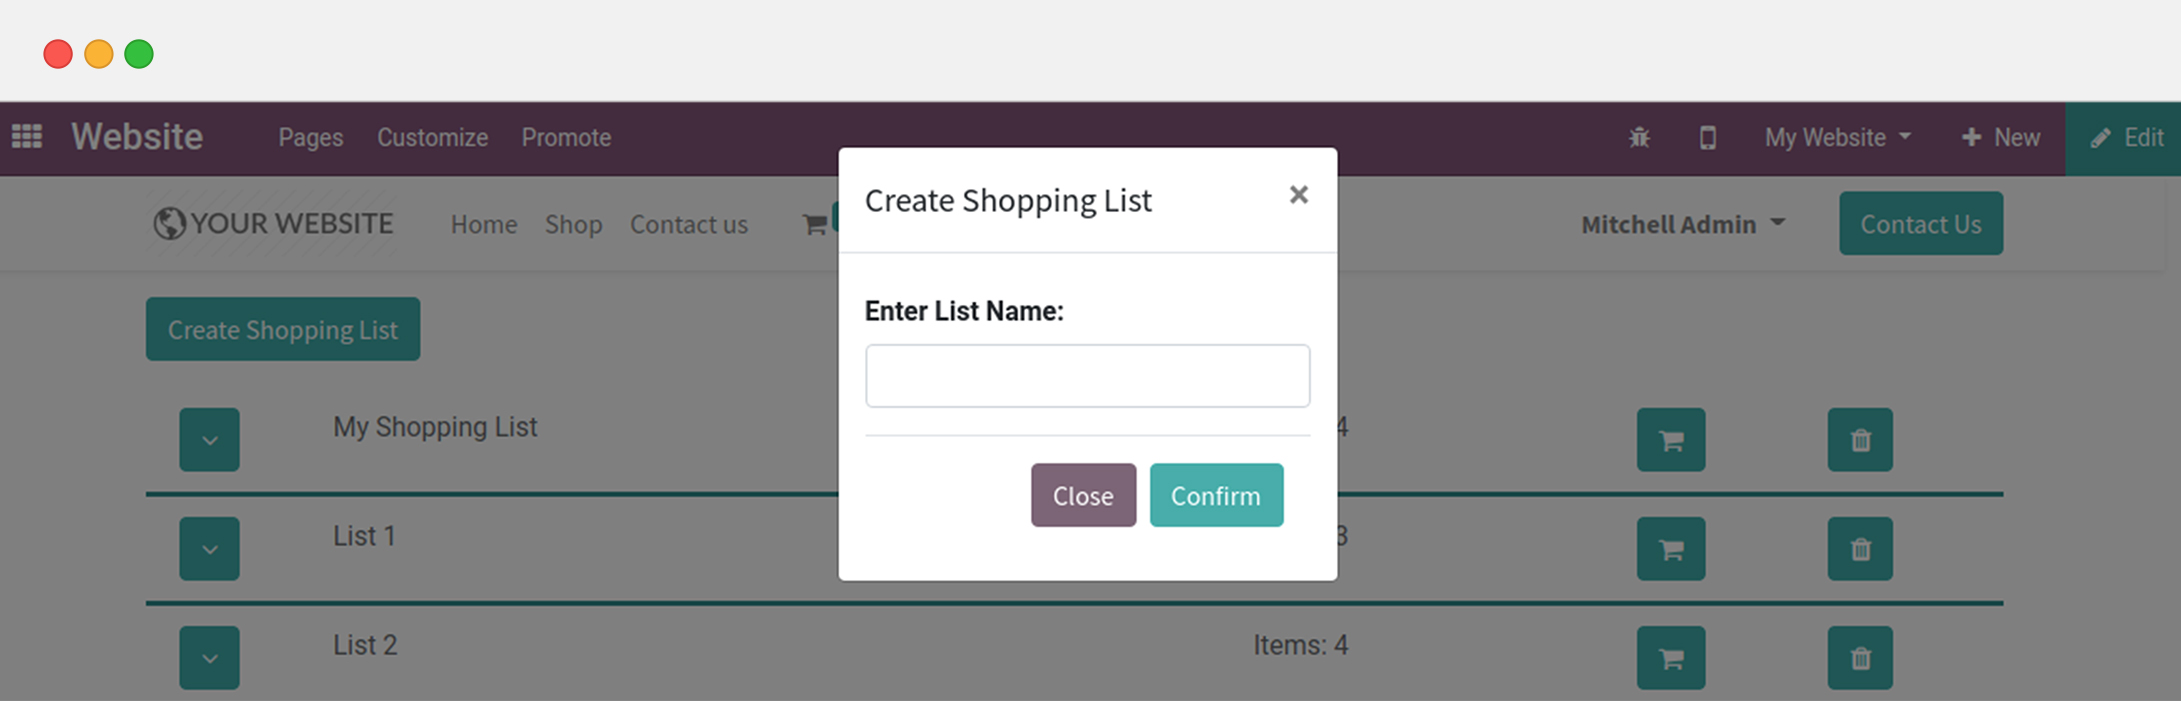 Website Pages Customize Promote My Website New Edit
Create Shopping List ×
YOUR WEBSITE Home Shop Contact us Mitchell Admin Contact Us
Enter List Name:
Create Shopping List
My Shopping List 4
Close Confirm
List 1 3
List 2 Items: 4